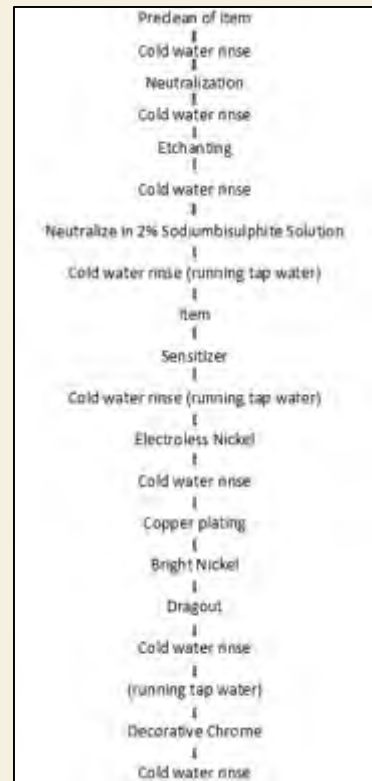 Preclean of item
Cold water rinse
Neutralization
Cold water rinse
Etchanting
Cold water rinse
Neutralize in 2% Sodiumbisulphite Solution
Cold water rinse (running tap water)
Item
Sensitizer
Cold water rinse (running tap water)
Electroless Nickel
Cold water rinse
Copper plating
Bright Nickel
Dragout
Cold water rinse
(running tap water)
Decorative Chrome
Cold water rinse